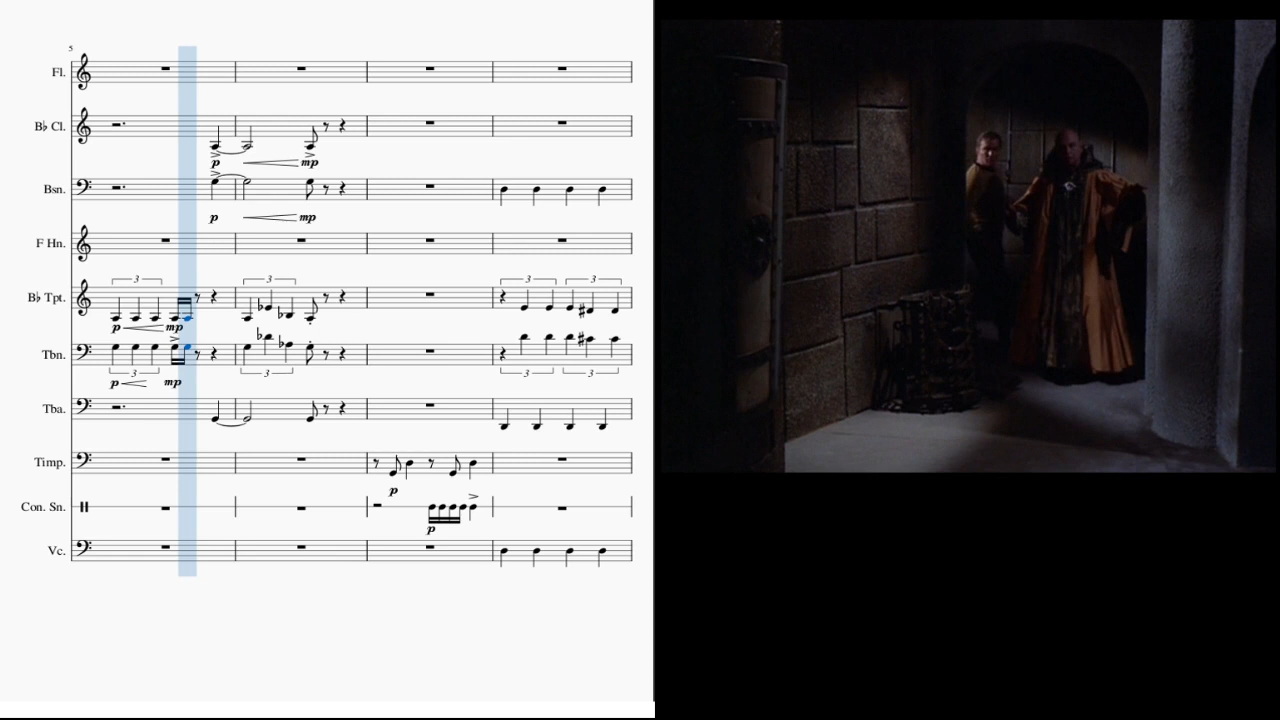 5
Fl.
B♭ Cl.
p mp
Bsn.
p mp
F Hn.
3 3 3 3
B♭ Tpt.
p mp
Tbn.
3 3 3 3
p mp
Tba.
Timp.
p
Con. Sn.
p
Vc.